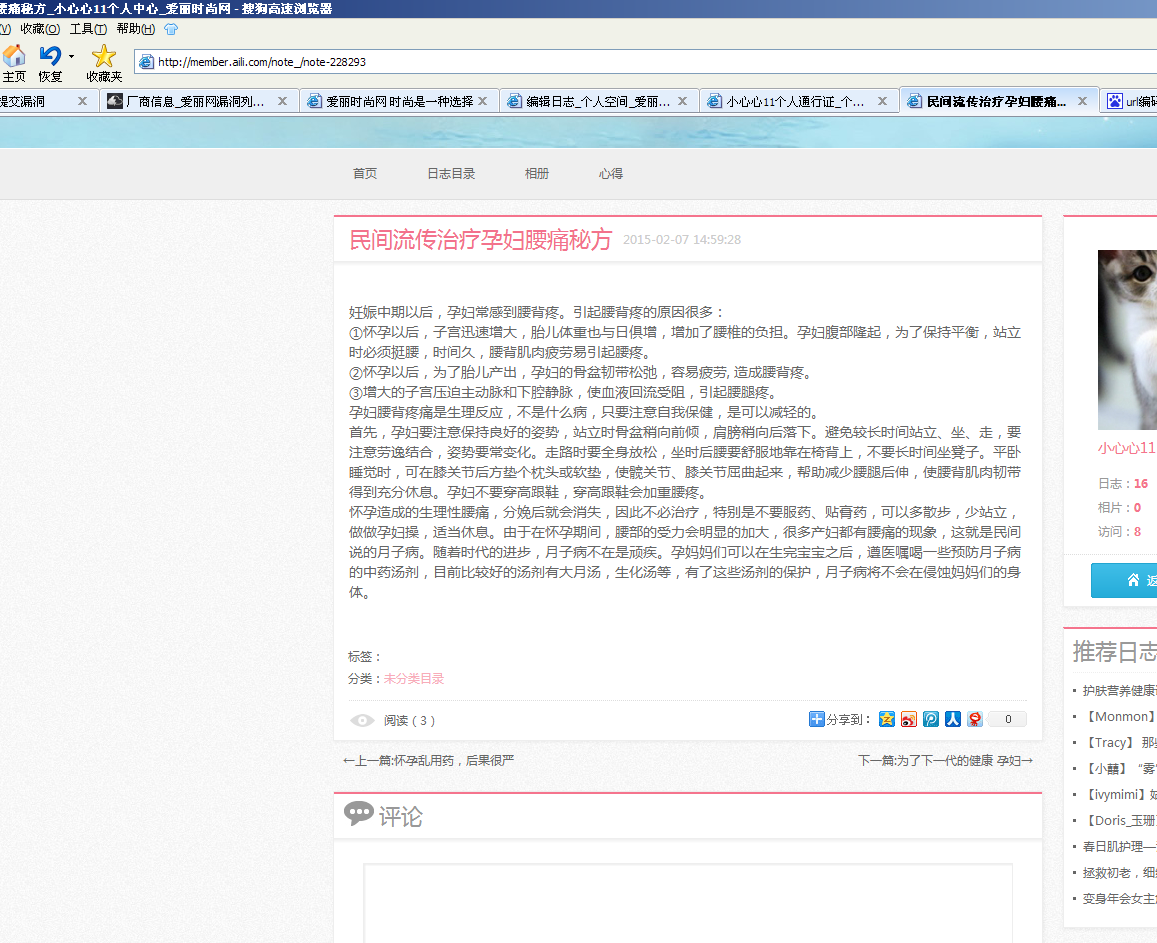 腰痛秘方_小心心11个人中心_爱丽时尚网 - 搜狗高速浏览器
(V) 收藏(O) 工具(T) 帮助(H)
主页 恢复 收藏夹
http://member.aili.com/note_/note-228293
提交漏洞
厂商信息_爱丽网漏洞列...
爱丽时尚网 时尚是一种选择
编辑日志_个人空间_爱丽...
小心心11个人通行证_个...
民间流传治疗孕妇腰痛...
url编码
首页 日志目录 相册 心得
民间流传治疗孕妇腰痛秘方 2015-02-07 14:59:28
妊娠中期以后，孕妇常感到腰背疼。引起腰背疼的原因很多：
①怀孕以后，子宫迅速增大，胎儿体重也与日俱增，增加了腰椎的负担。孕妇腹部隆起，为了保持平衡，站立
时必须挺腰，时间久，腰背肌肉疲劳易引起腰疼。
②怀孕以后，为了胎儿产出，孕妇的骨盆韧带松弛，容易疲劳, 造成腰背疼。
③增大的子宫压迫主动脉和下腔静脉，使血液回流受阻，引起腰腿疼。
孕妇腰背疼痛是生理反应，不是什么病，只要注意自我保健，是可以减轻的。
首先，孕妇要注意保持良好的姿势，站立时骨盆稍向前倾，肩膀稍向后落下。避免较长时间站立、坐、走，要
注意劳逸结合，姿势要常变化。走路时要全身放松，坐时后腰要舒服地靠在椅背上，不要长时间坐凳子。平卧
睡觉时，可在膝关节后方垫个枕头或软垫，使髋关节、膝关节屈曲起来，帮助减少腰腿后伸，使腰背肌肉韧带
得到充分休息。孕妇不要穿高跟鞋，穿高跟鞋会加重腰疼。
怀孕造成的生理性腰痛，分娩后就会消失，因此不必治疗，特别是不要服药、贴膏药，可以多散步，少站立，
做做孕妇操，适当休息。由于在怀孕期间，腰部的受力会明显的加大，很多产妇都有腰痛的现象，这就是民间
说的月子病。随着时代的进步，月子病不在是顽疾。孕妈妈们可以在生完宝宝之后，遵医嘱喝一些预防月子病
的中药汤剂，目前比较好的汤剂有大月汤，生化汤等，有了这些汤剂的保护，月子病将不会在侵蚀妈妈们的身
体。
标签：
分类：未分类目录
阅读（3） 分享到： 0
←上一篇:怀孕乱用药，后果很严 下一篇:为了下一代的健康 孕妇→
评论
小心心11
日志：16
相片：0
访问：8
返
推荐日志
护肤营养健康
【Monmon】
【Tracy】 那
【小囍】“雾
【ivymimi】
【Doris_玉珊
春日肌护理—
拯救初老，细
变身年会女主